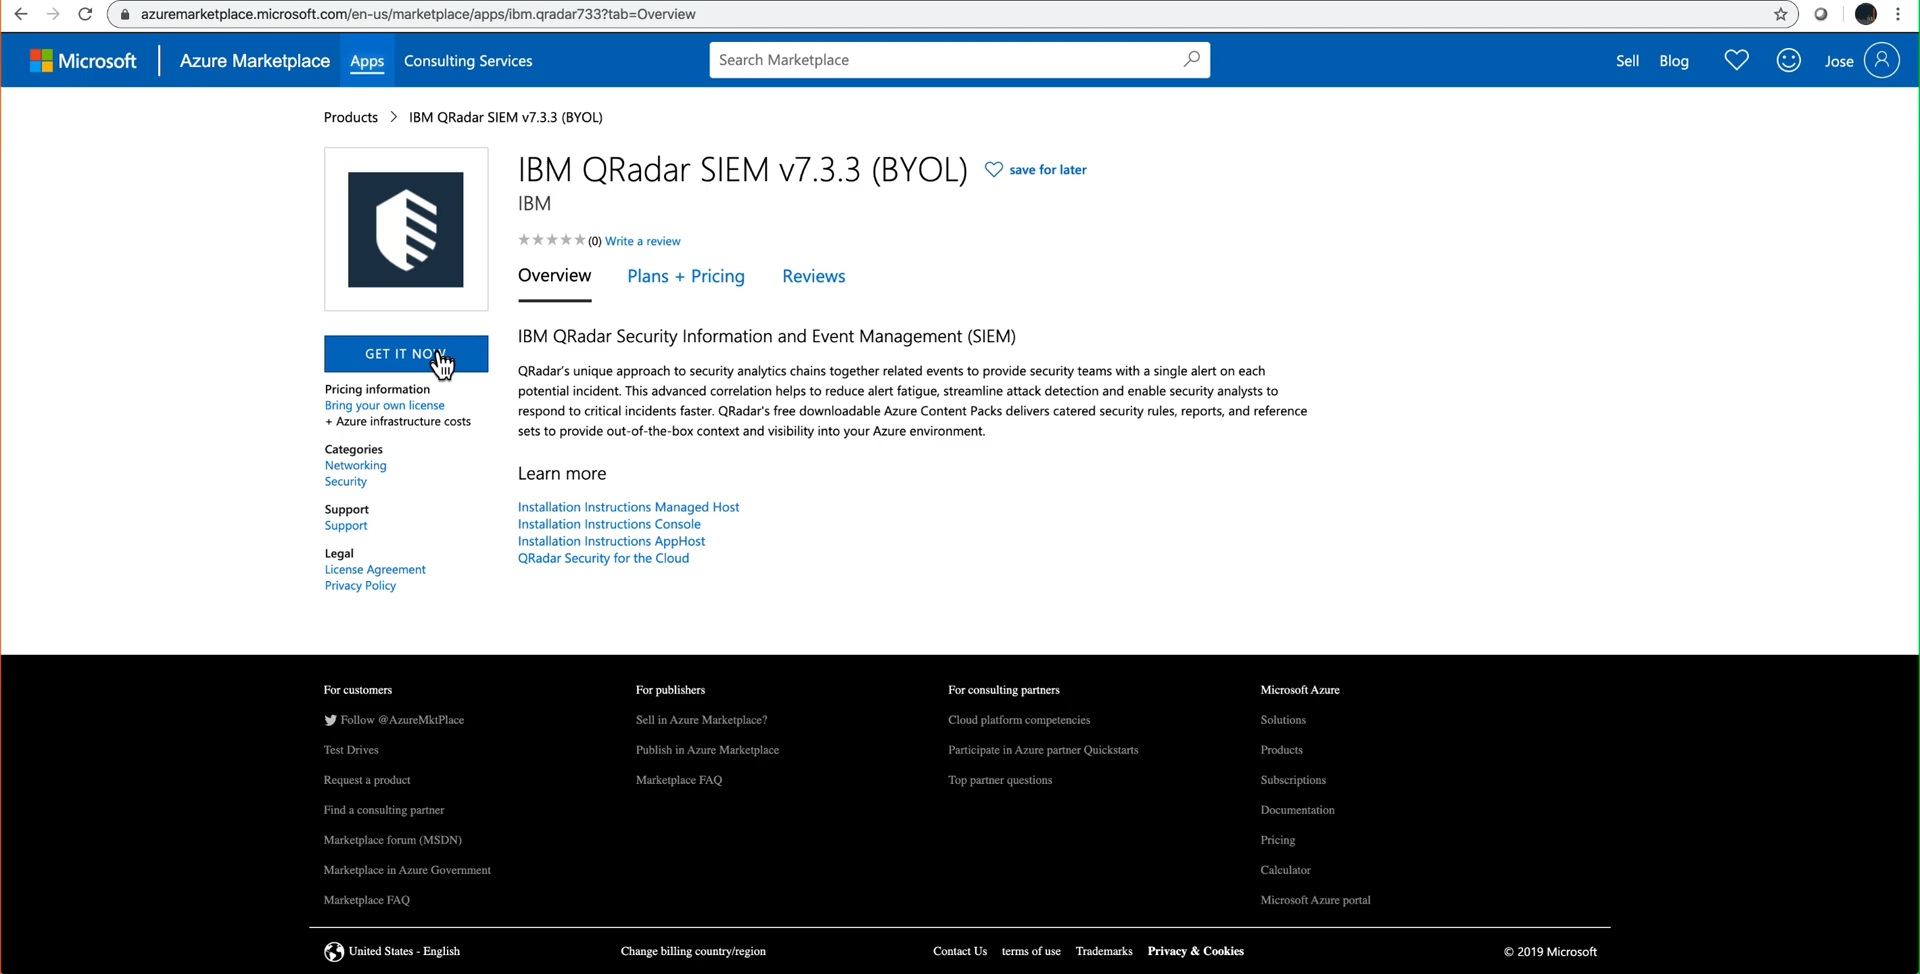 azuremarketplace.microsoft.com/en-us/marketplace/apps/ibm.qradar733?tab=Overview
Microsoft Azure Marketplace Apps Consulting Services Search Marketplace Sell Blog Jose
Products > IBM QRadar SIEM v7.3.3 (BYOL)
IBM QRadar SIEM v7.3.3 (BYOL) save for later
IBM
(0) Write a review
Overview Plans + Pricing Reviews
GET IT NOW
Pricing information
Bring your own license
+ Azure infrastructure costs
Categories
Networking
Security
Support
Support
Legal
License Agreement
Privacy Policy
IBM QRadar Security Information and Event Management (SIEM)
QRadar's unique approach to security analytics chains together related events to provide security teams with a single alert on each
potential incident. This advanced correlation helps to reduce alert fatigue, streamline attack detection and enable security analysts to
respond to critical incidents faster. QRadar's free downloadable Azure Content Packs delivers catered security rules, reports, and reference
sets to provide out-of-the-box context and visibility into your Azure environment.
Learn more
Installation Instructions Managed Host
Installation Instructions Console
Installation Instructions AppHost
QRadar Security for the Cloud
For customers
Follow @AzureMktPlace
Test Drives
Request a product
Find a consulting partner
Marketplace forum (MSDN)
Marketplace in Azure Government
Marketplace FAQ
For publishers
Sell in Azure Marketplace?
Publish in Azure Marketplace
Marketplace FAQ
For consulting partners
Cloud platform competencies
Participate in Azure partner Quickstarts
Top partner questions
Microsoft Azure
Solutions
Products
Subscriptions
Documentation
Pricing
Calculator
Microsoft Azure portal
United States - English Change billing country/region Contact Us terms of use Trademarks Privacy & Cookies © 2019 Microsoft